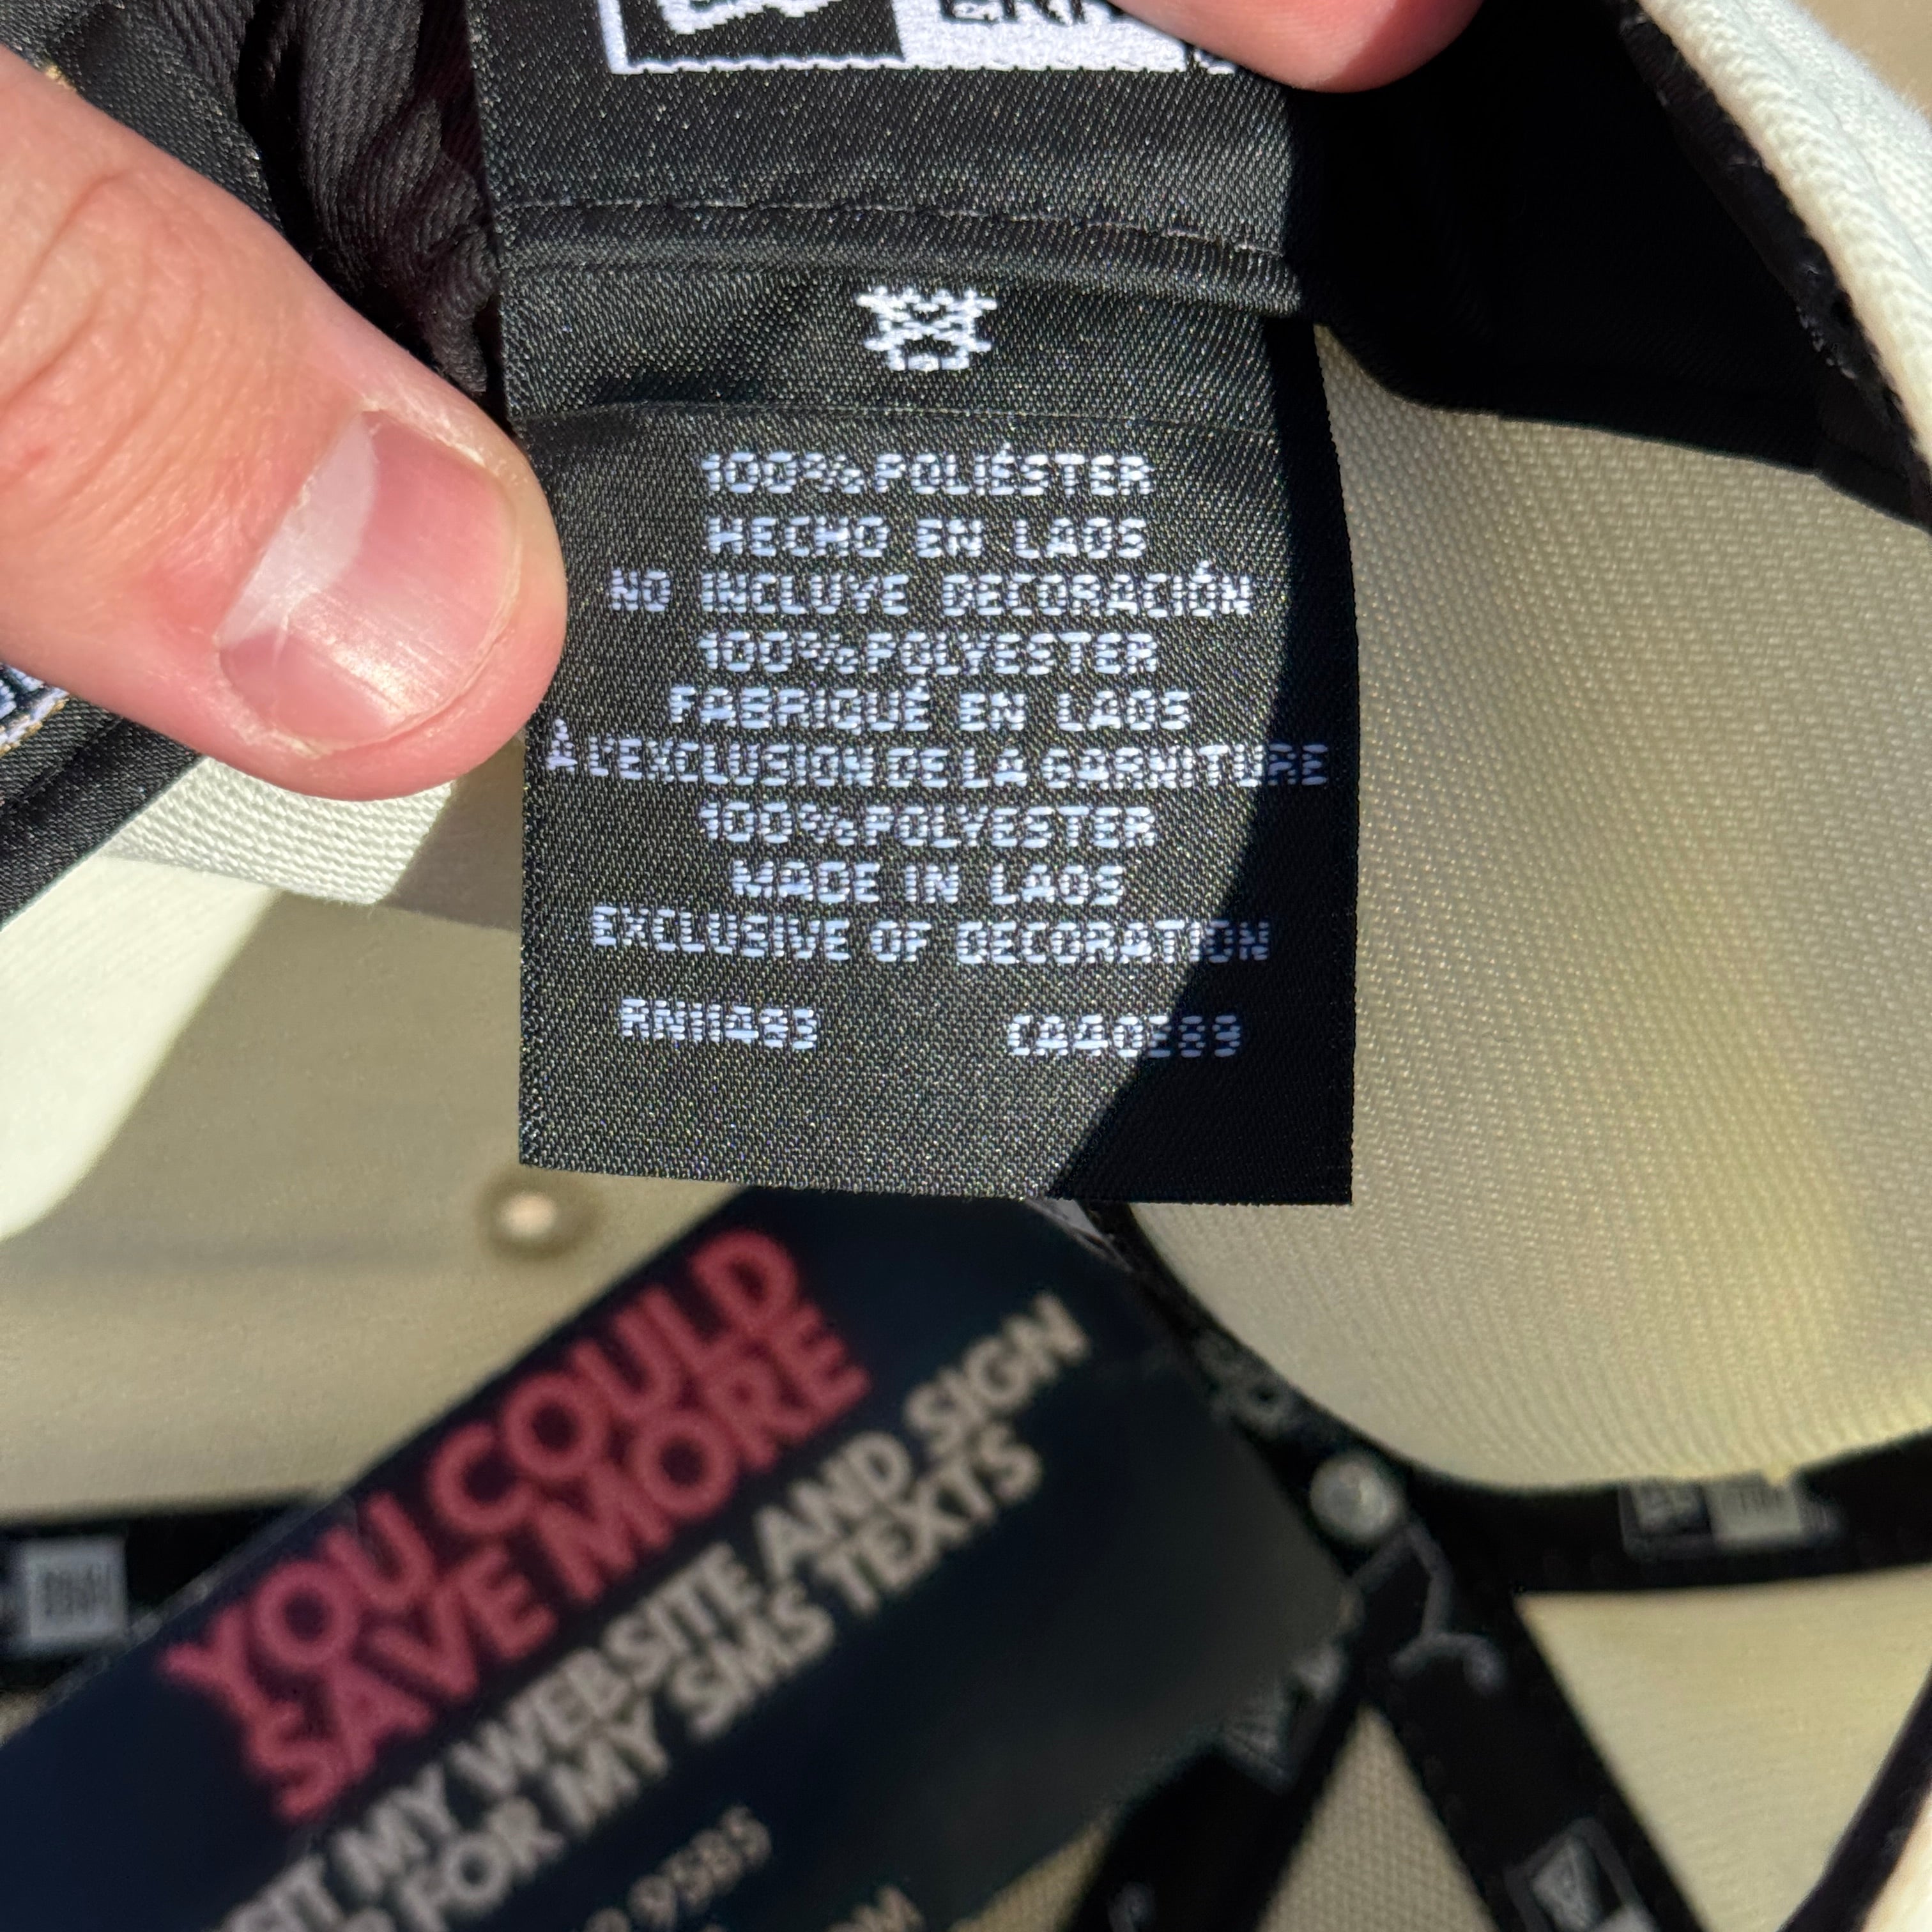 100% POLIÉSTER
HECHO EN LAOS
NO INCLUYE DECORACIÓN
100% POLYESTER
FABRIQUÉ EN LAOS
À L'EXCLUSION DE LA GARNITURE
100% POLYESTER
MADE IN LAOS
EXCLUSIVE OF DECORATION
RN11493 CA40289
YOU COULD
SAVE MORE
MY WEBSITE AND SIGN
FOR MY SMS TEXTS